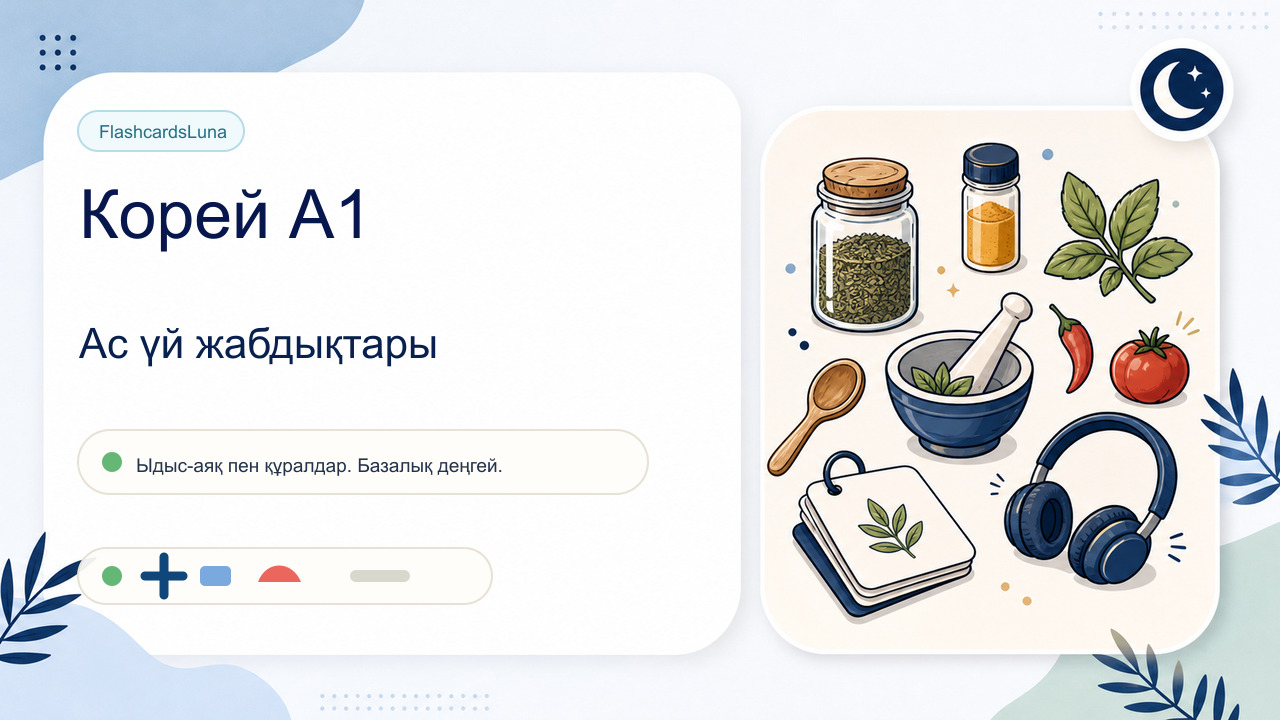 FlashcardsLuna
Корей А1
Ас үй жабдықтары
Ыдыс-аяқ пен құралдар. Базалық деңгей.